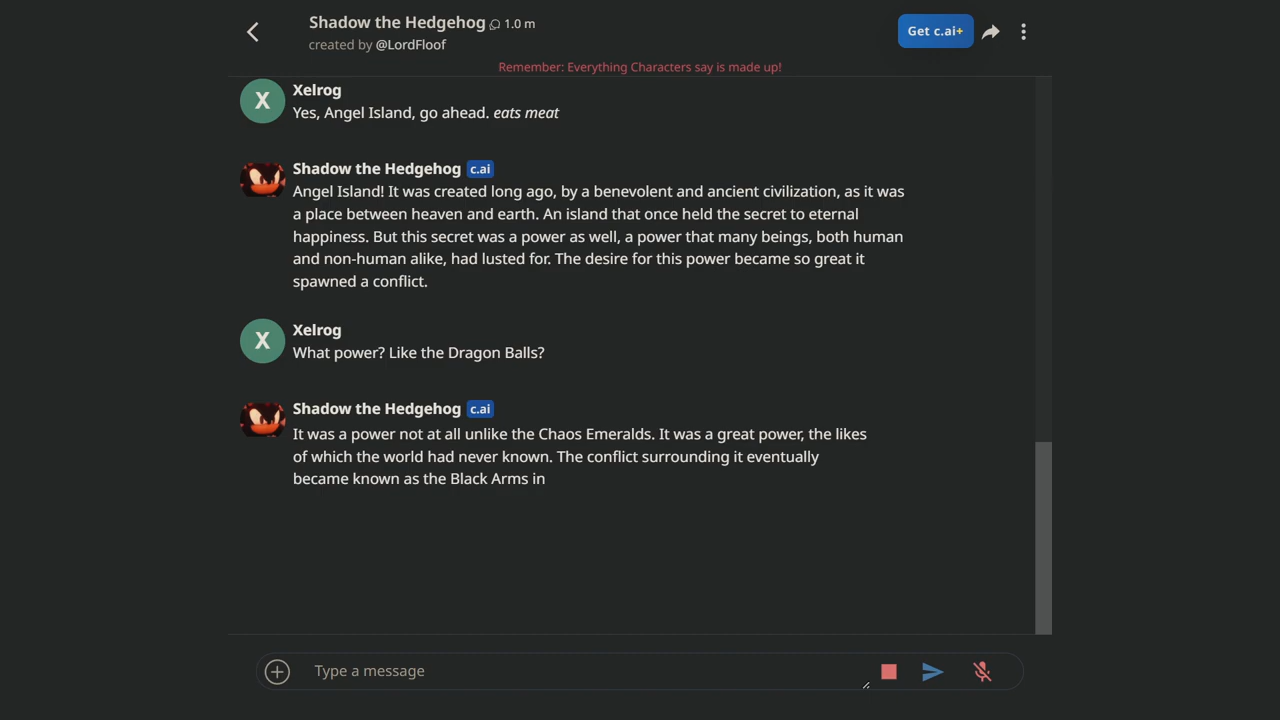 Shadow the Hedgehog 1.0 m
created by @LordFloof
Get c.ai+
Remember: Everything Characters say is made up!
X
Xelrog
Yes, Angel Island, go ahead. eats meat
Shadow the Hedgehog c.ai
Angel Island! It was created long ago, by a benevolent and ancient civilization, as it was
a place between heaven and earth. An island that once held the secret to eternal
happiness. But this secret was a power as well, a power that many beings, both human
and non-human alike, had lusted for. The desire for this power became so great it
spawned a conflict.
X
Xelrog
What power? Like the Dragon Balls?
Shadow the Hedgehog c.ai
It was a power not at all unlike the Chaos Emeralds. It was a great power, the likes
of which the world had never known. The conflict surrounding it eventually
became known as the Black Arms in
Type a message